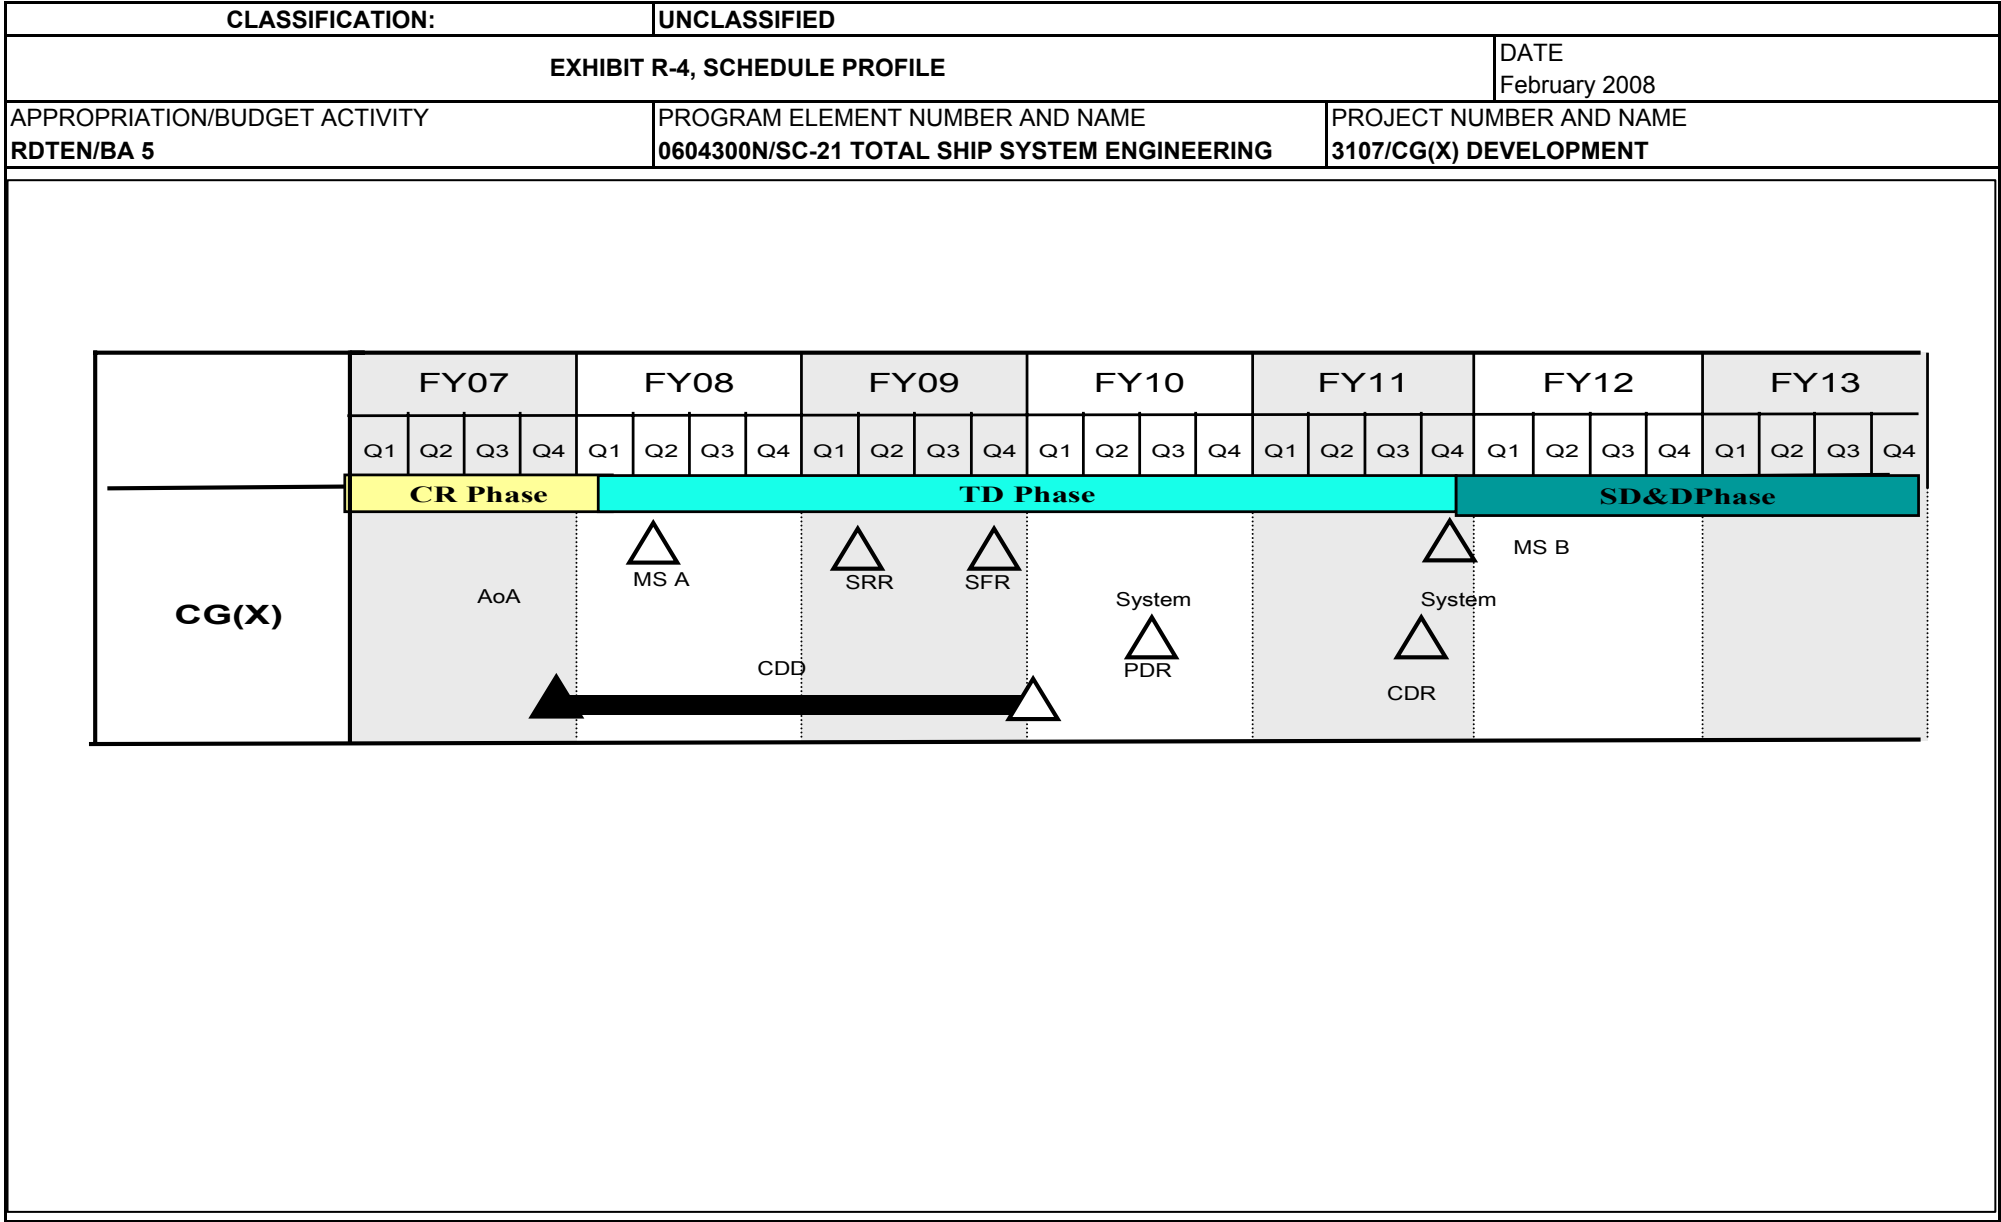 CLASSIFICATION: UNCLASSIFIED
EXHIBIT R-4, SCHEDULE PROFILE
DATE
February 2008
APPROPRIATION/BUDGET ACTIVITY
RDTEN/BA 5
PROGRAM ELEMENT NUMBER AND NAME
0604300N/SC-21 TOTAL SHIP SYSTEM ENGINEERING
PROJECT NUMBER AND NAME
3107/CG(X) DEVELOPMENT
FY07 FY08 FY09 FY10 FY11 FY12 FY13
Q1 Q2 Q3 Q4 Q1 Q2 Q3 Q4 Q1 Q2 Q3 Q4 Q1 Q2 Q3 Q4 Q1 Q2 Q3 Q4 Q1 Q2 Q3 Q4 Q1 Q2 Q3 Q4
CR Phase TD Phase SD&DPhase
MS B
MS A SRR SFR
AoA System System
CG(X)
CDD PDR
CDR